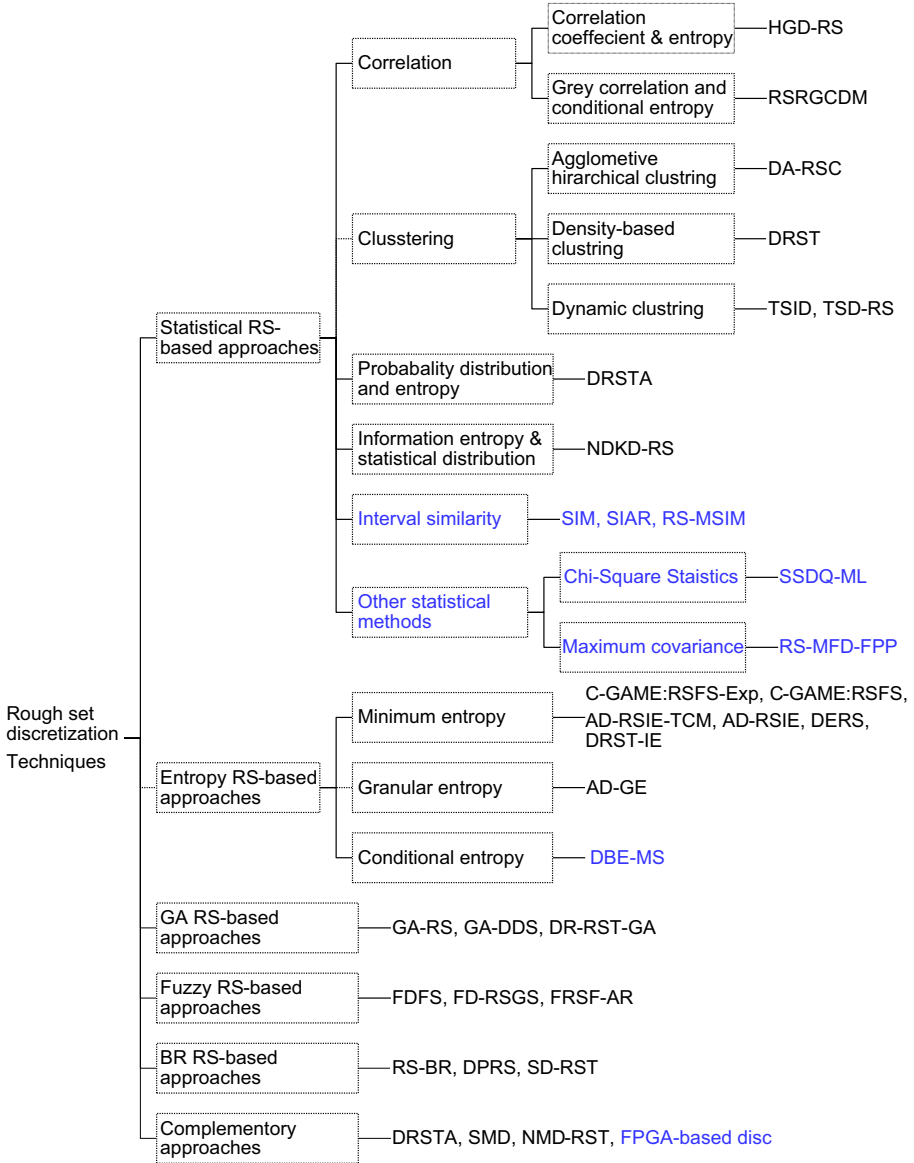 Correlation
coeffecient & entropy
HGD-RS
Correlation
Grey correlation and
conditional entropy
RSRGCDM
Agglometive
hirarchical clustring
DA-RSC
Clusstering
Density-based
clustring
DRST
Dynamic clustring
TSID, TSD-RS
Statistical RS-
based approaches
Probabality distribution
and entropy
DRSTA
Information entropy &
statistical distribution
NDKD-RS
Interval similarity
SIM, SIAR, RS-MSIM
Other statistical
methods
Chi-Square Staistics
SSDQ-ML
Maximum covariance
RS-MFD-FPP
Rough set
discretization
Techniques
Entropy RS-based
approaches
Minimum entropy
C-GAME:RSFS-Exp, C-GAME:RSFS,
AD-RSIE-TCM, AD-RSIE, DERS,
DRST-IE
Granular entropy
AD-GE
Conditional entropy
DBE-MS
GA RS-based
approaches
GA-RS, GA-DDS, DR-RST-GA
Fuzzy RS-based
approaches
FDFS, FD-RSGS, FRSF-AR
BR RS-based
approaches
RS-BR, DPRS, SD-RST
Complementory
approaches
DRSTA, SMD, NMD-RST, FPGA-based disc